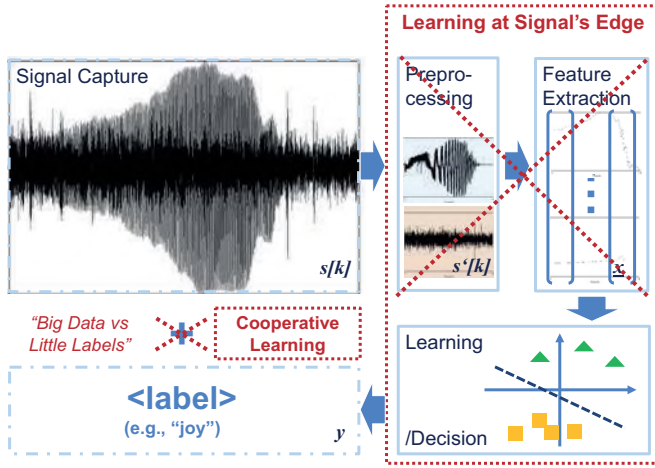 Learning at Signal’s Edge
Signal Capture
s[k]
Prepro-
cessing
s‘[k]
Feature
Extraction
x
“Big Data vs
Little Labels”
Cooperative
Learning
Learning
/Decision
<label>
(e.g., “joy”)
y